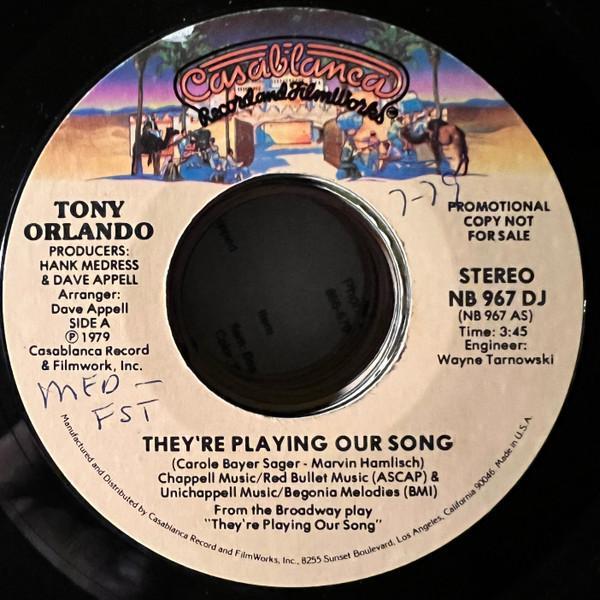 Casablanca
Record and FilmWorks
7-79
PROMOTIONAL
COPY NOT
FOR SALE
TONY
ORLANDO
PRODUCERS:
HANK MEDRESS
& DAVE APPELL
Arranger:
Dave Appell
SIDE A
Ⓟ 1979
Casablanca Record
& Filmwork, Inc.
STEREO
NB 967 DJ
(NB 967 AS)
Time: 3:45
Engineer:
Wayne Tarnowski
MED —
FST
THEY'RE PLAYING OUR SONG
(Carole Bayer Sager - Marvin Hamlisch)
Chappell Music/Red Bullet Music (ASCAP) &
Unichappell Music/Begonia Melodies (BMI)
From the Broadway play
"They're Playing Our Song"
Manufactured and Distributed by Casablanca Record and FilmWorks, Inc., 8255 Sunset Boulevard, Los Angeles, California 90046. Made in U.S.A.